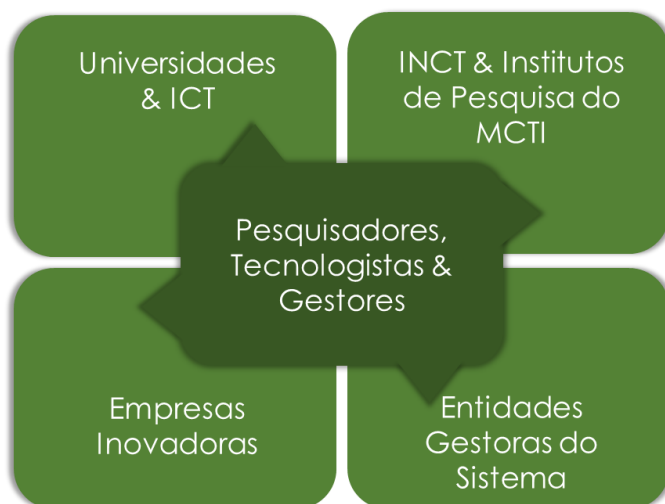 Universidades
& ICT
INCT & Institutos
de Pesquisa do
MCTI
Pesquisadores,
Tecnologistas &
Gestores
Empresas
Inovadoras
Entidades
Gestoras do
Sistema